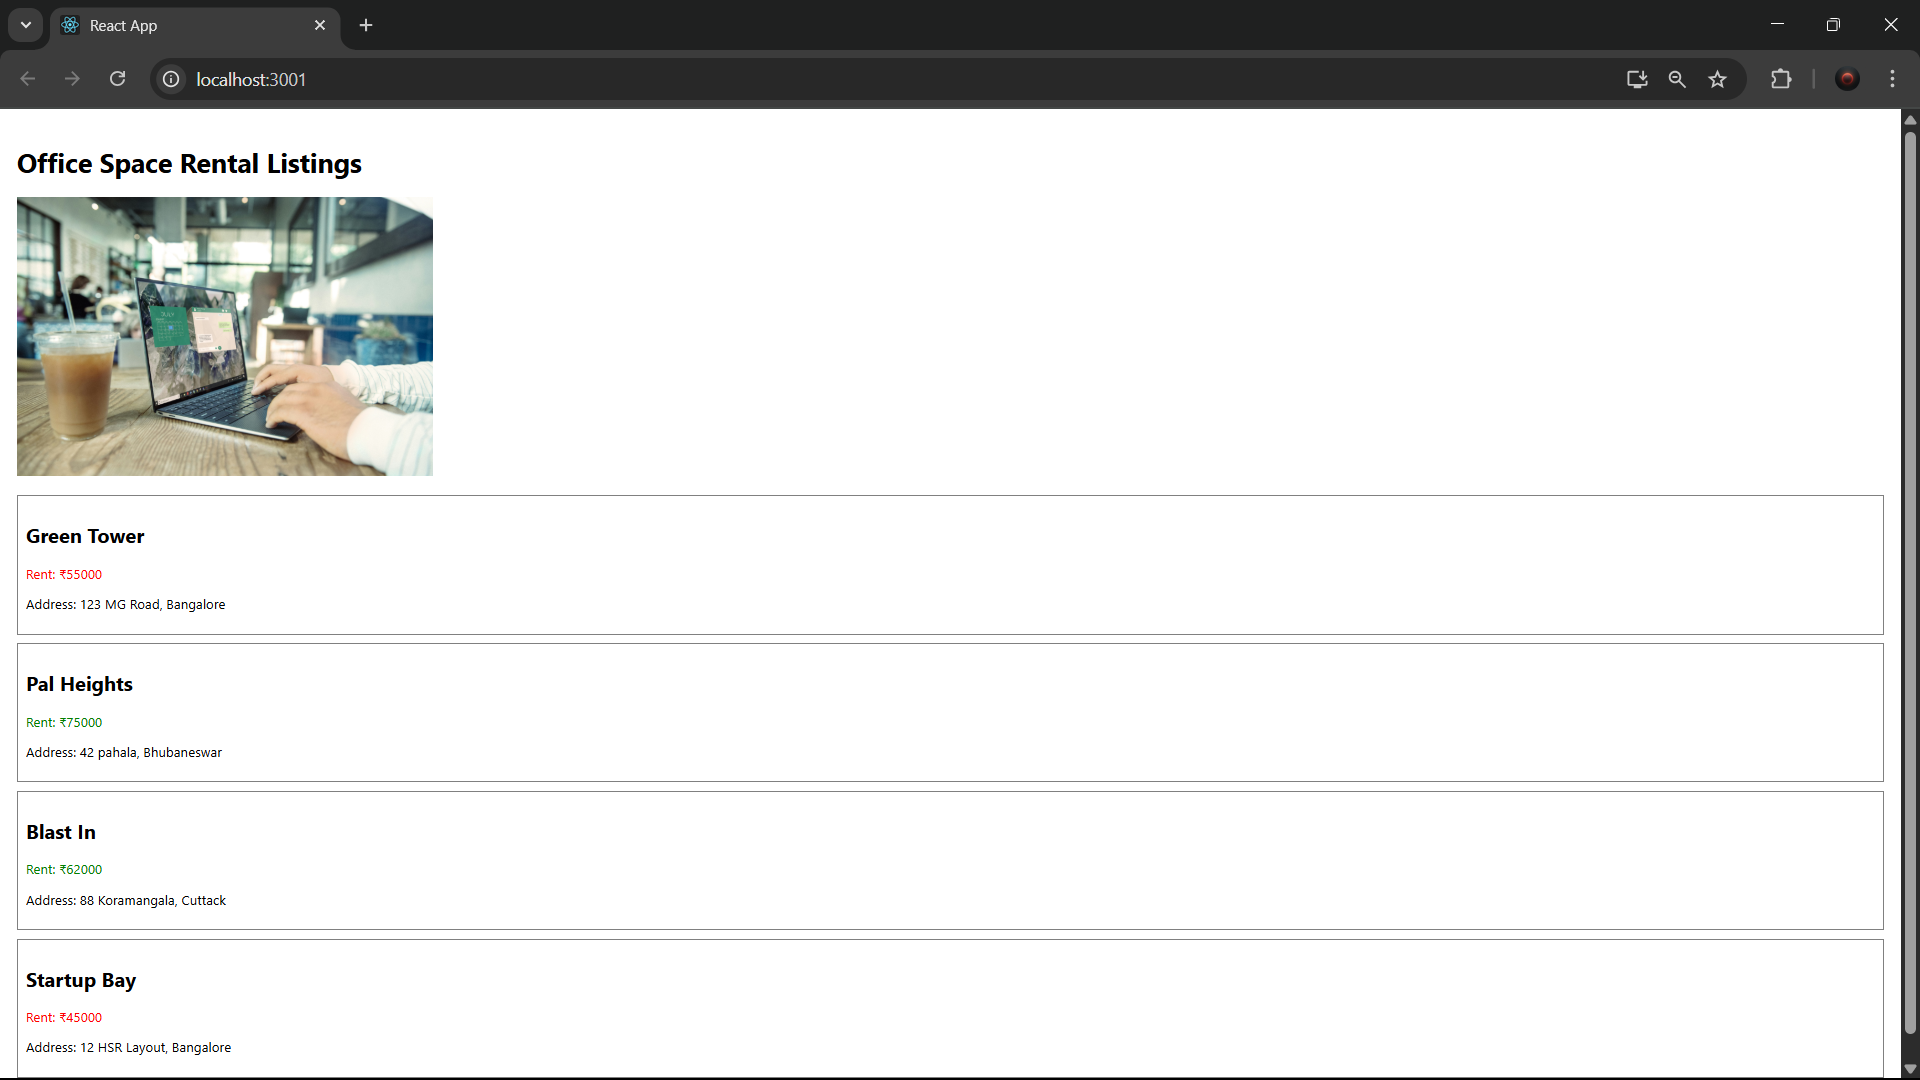 React App
localhost:3001
Office Space Rental Listings
JULY
Green Tower
Rent: ₹55000
Address: 123 MG Road, Bangalore
Pal Heights
Rent: ₹75000
Address: 42 pahala, Bhubaneswar
Blast In
Rent: ₹62000
Address: 88 Koramangala, Cuttack
Startup Bay
Rent: ₹45000
Address: 12 HSR Layout, Bangalore